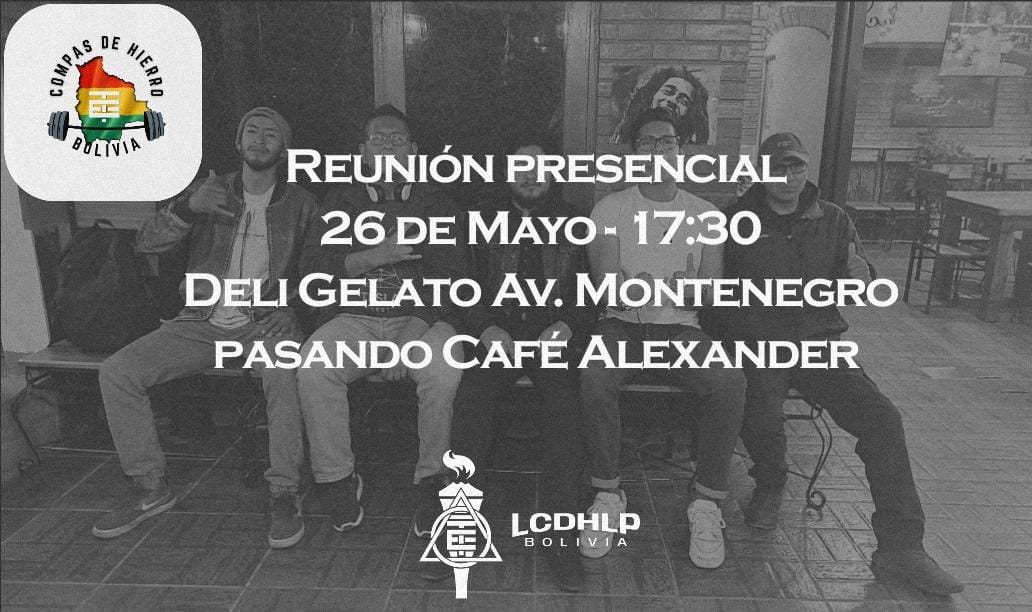 COMPAS DE HIERRO
BOLIVIA
REUNIÓN PRESENCIAL
26 DE MAYO - 17:30
DELI GELATO AV. MONTENEGRO
PASANDO CAFÉ ALEXANDER
LCDHLP
BOLIVIA